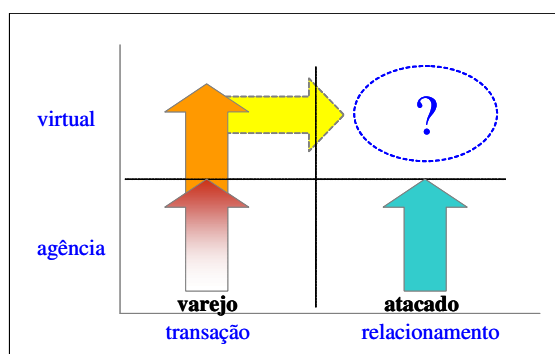 virtual
?
agência
varejo
atacado
transação
relacionamento